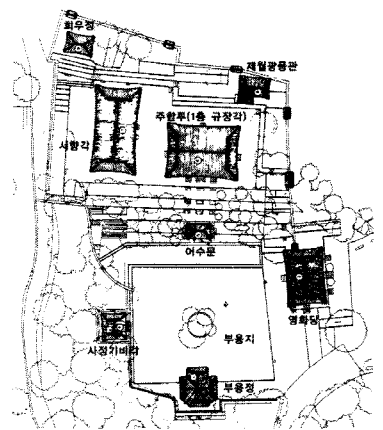 희우정
제월광풍관
주합루(1층 규장각)
서향각
어수문
영화당
부용지
사정기비각
부용정